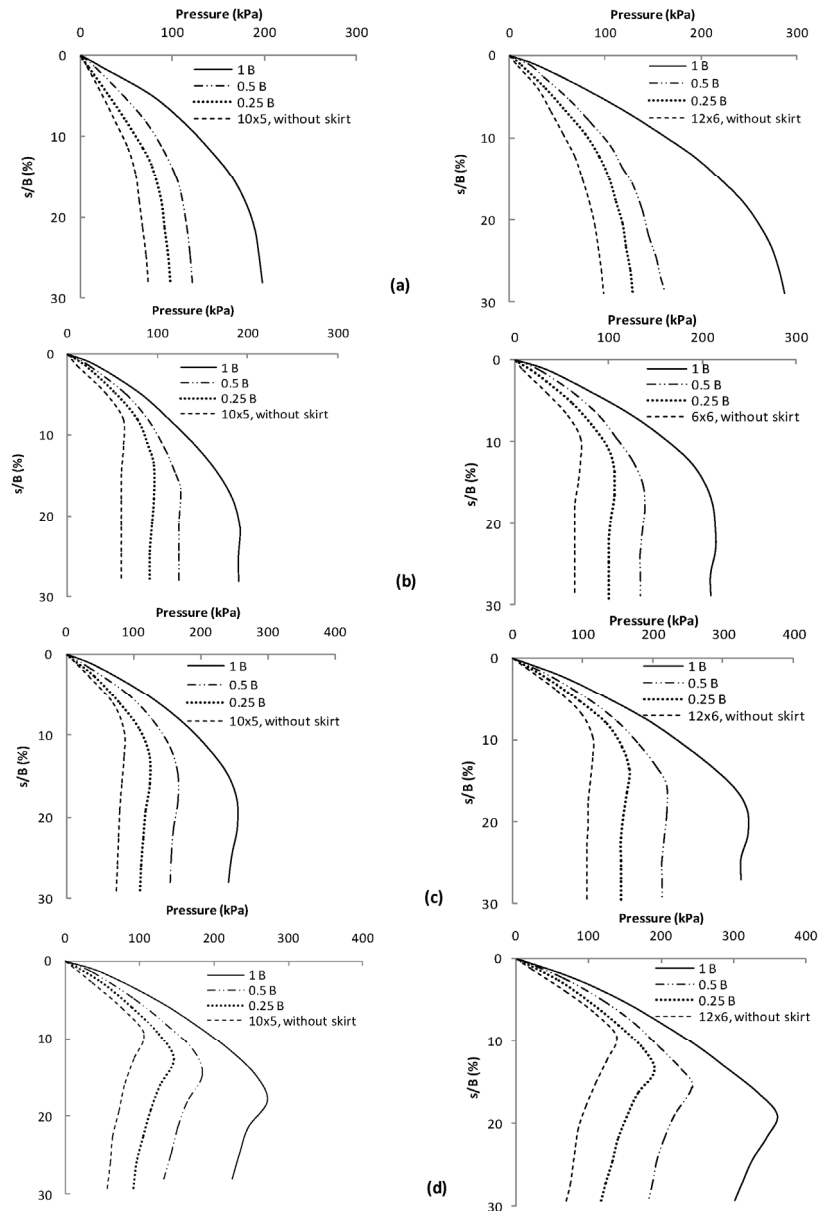 Pressure (kPa)
0 100 200 300
0
10
20
30
s/B (%)
1 B
0.5 B
0.25 B
10x5, without skirt
Pressure (kPa)
0 100 200 300
0
10
20
30
s/B (%)
1 B
0.5 B
0.25 B
12x6, without skirt
(a)
Pressure (kPa)
0 100 200 300
0
10
20
30
s/B (%)
1 B
0.5 B
0.25 B
10x5, without skirt
Pressure (kPa)
0 100 200 300
0
10
20
30
s/B (%)
1 B
0.5 B
0.25 B
6x6, without skirt
(b)
Pressure (kPa)
0 100 200 300 400
0
10
20
30
s/B (%)
1 B
0.5 B
0.25 B
10x5, without skirt
Pressure (kPa)
0 100 200 300 400
0
10
20
30
s/B (%)
1 B
0.5 B
0.25 B
12x6, without skirt
(c)
Pressure (kPa)
0 100 200 300 400
0
10
20
30
s/B (%)
1 B
0.5 B
0.25 B
10x5, without skirt
Pressure (kPa)
0 100 200 300 400
0
10
20
30
s/B (%)
1 B
0.5 B
0.25 B
12x6, without skirt
(d)